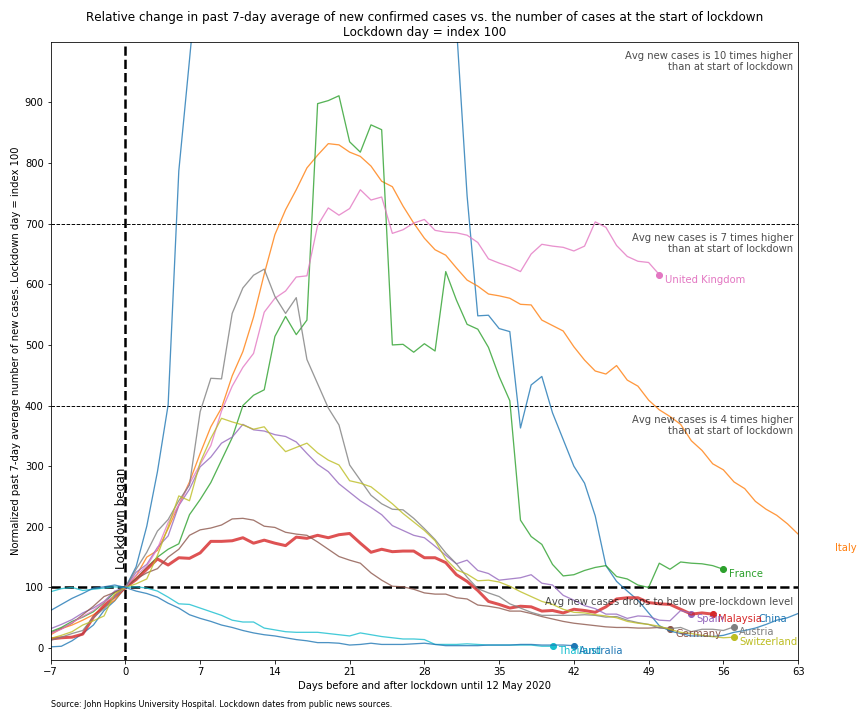 Relative change in past 7-day average of new confirmed cases vs. the number of cases at the start of lockdown
Lockdown day = index 100
Normalized past 7-day average number of new cases. Lockdown day = index 100
900
800
700
600
500
400
300
200
100
0
Avg new cases is 10 times higher
than at start of lockdown
Avg new cases is 7 times higher
than at start of lockdown
United Kingdom
Avg new cases is 4 times higher
than at start of lockdown
Lockdown began
Italy
France
Avg new cases drops to below pre-lockdown level
Spain
Malaysia
China
Germany
Austria
Switzerland
Thailand
Australia
−7
0
7
14
21
28
35
42
49
56
63
Days before and after lockdown until 12 May 2020
Source: John Hopkins University Hospital. Lockdown dates from public news sources.